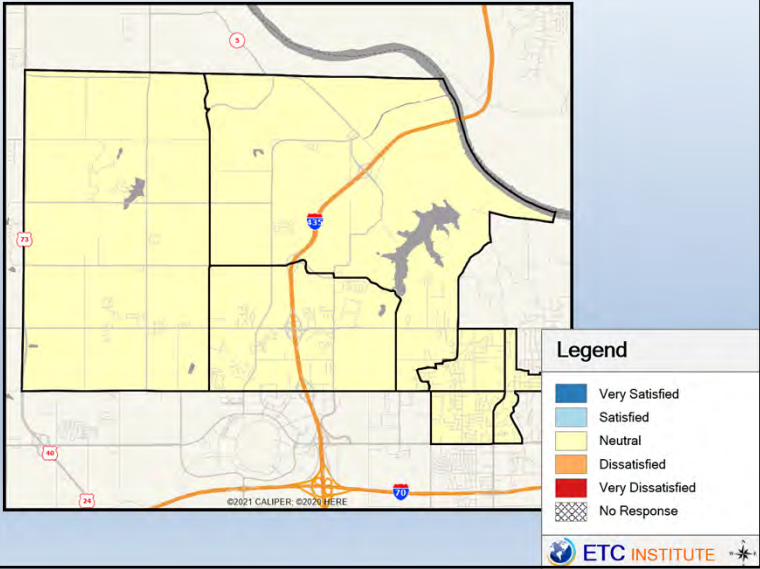 5
435
73
40
24
70
©2021 CALIPER; ©2020 HERE
Legend
Very Satisfied
Satisfied
Neutral
Dissatisfied
Very Dissatisfied
No Response
ETC INSTITUTE